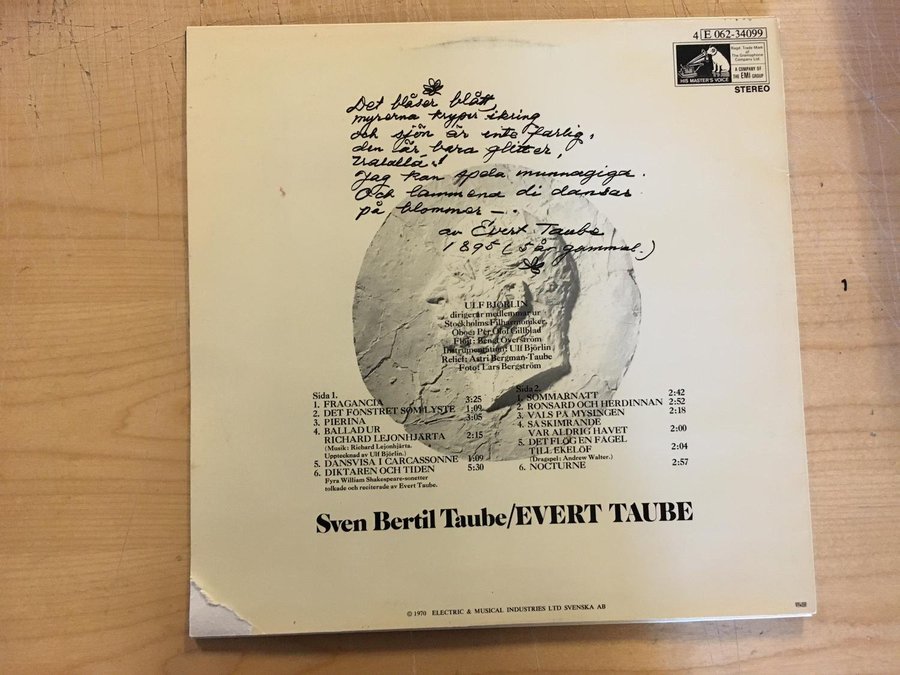 4 E 062-34099
HIS MASTER'S VOICE
Regd. Trade Mark
of The Gramophone
Company Ltd.
A COMPANY OF
THE EMI GROUP
STEREO
Det blåser blått,
myrorna kryper ikring
och sjön är inte farlig,
den är bara glitter,
Valallá!
Jag kan spela munnagiga.
Och lammena di dansar
på blommer —.
av Evert Taube
1895 (5 år gammal.)
ULF BJÖRLIN
dirigerar medlemmar ur
Stockholms Filharmoniker
Oboe: Per Olof Gillblad
Flöjt: Bengt Överström
Instrumentation: Ulf Björlin
Relief: Astri Bergman-Taube
Foto: Lars Bergström
Sida 1.
1. FRAGANCIA 3:25
2. DET FÖNSTRET SOM LYSTE 1:09
3. PIERINA 3:05
4. BALLAD UR
RICHARD LEJONHJÄRTA 2:15
(Musik: Richard Lejonhjärta.
Upptecknad av Ulf Björlin.)
5. DANSVISA I CARCASSONNE 1:09
6. DIKTAREN OCH TIDEN 5:30
Fyra William Shakespeare-sonetter
tolkade och reciterade av Evert Taube.
Sida 2.
1. SOMMARNATT 2:42
2. RONSARD OCH HERDINNAN 2:52
3. VALS PÅ MYSINGEN 2:18
4. SÅ SKIMRANDE
VAR ALDRIG HAVET 2:00
5. DET FLÖG EN FÅGEL
TILL EKELÖF 2:04
(Dragspel: Andrew Walter.)
6. NOCTURNE 2:57
Sven Bertil Taube/EVERT TAUBE
© 1970 ELECTRIC & MUSICAL INDUSTRIES LTD SVENSKA AB